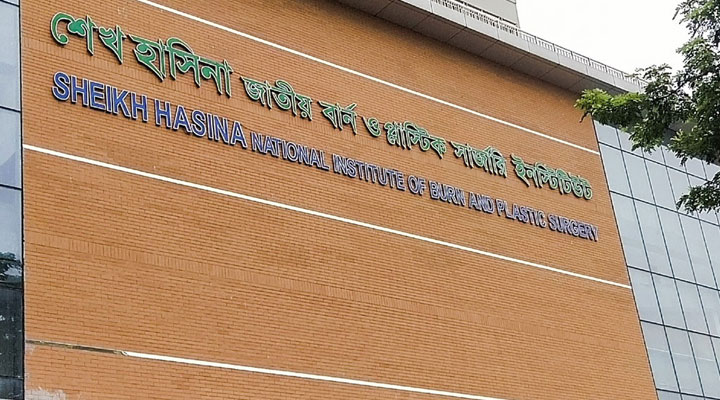 শেখ হাসিনা জাতীয় বার্ন ও প্লাস্টিক সার্জারি ইনস্টিটিউট
SHEIKH HASINA NATIONAL INSTITUTE OF BURN AND PLASTIC SURGERY